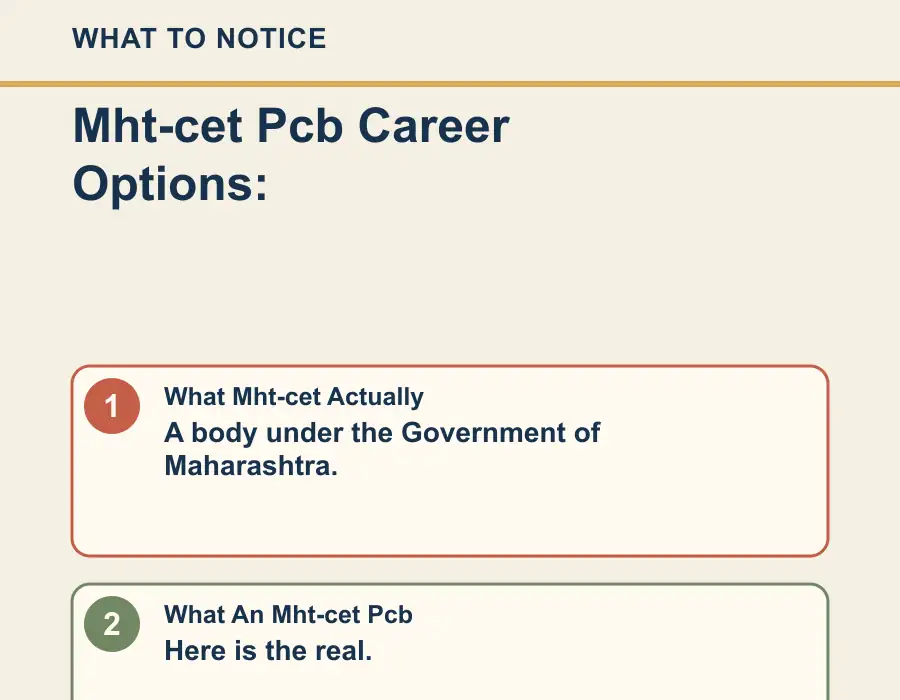 WHAT TO NOTICE
Mht-cet Pcb Career
Options:
1
What Mht-cet Actually
A body under the Government of
Maharashtra.
2
What An Mht-cet Pcb
Here is the real.